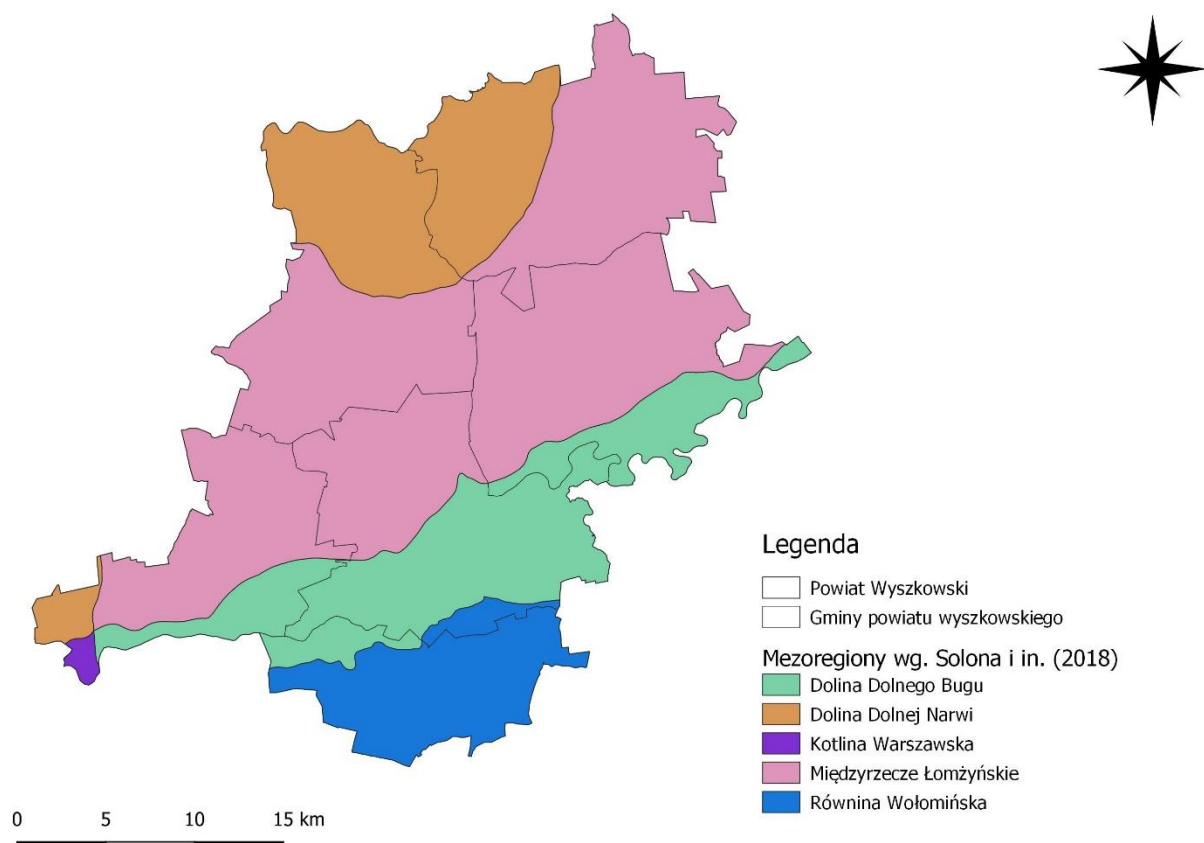 Legenda
Powiat Wyszkowski
Gminy powiatu wyszkowskiego
Mezoregiony wg. Solona i in. (2018)
Dolina Dolnego Bugu
Dolina Dolnej Narwi
Kotlina Warszawska
Międzyrzecze Łomżyńskie
Równina Wołomińska
0 5 10 15 km